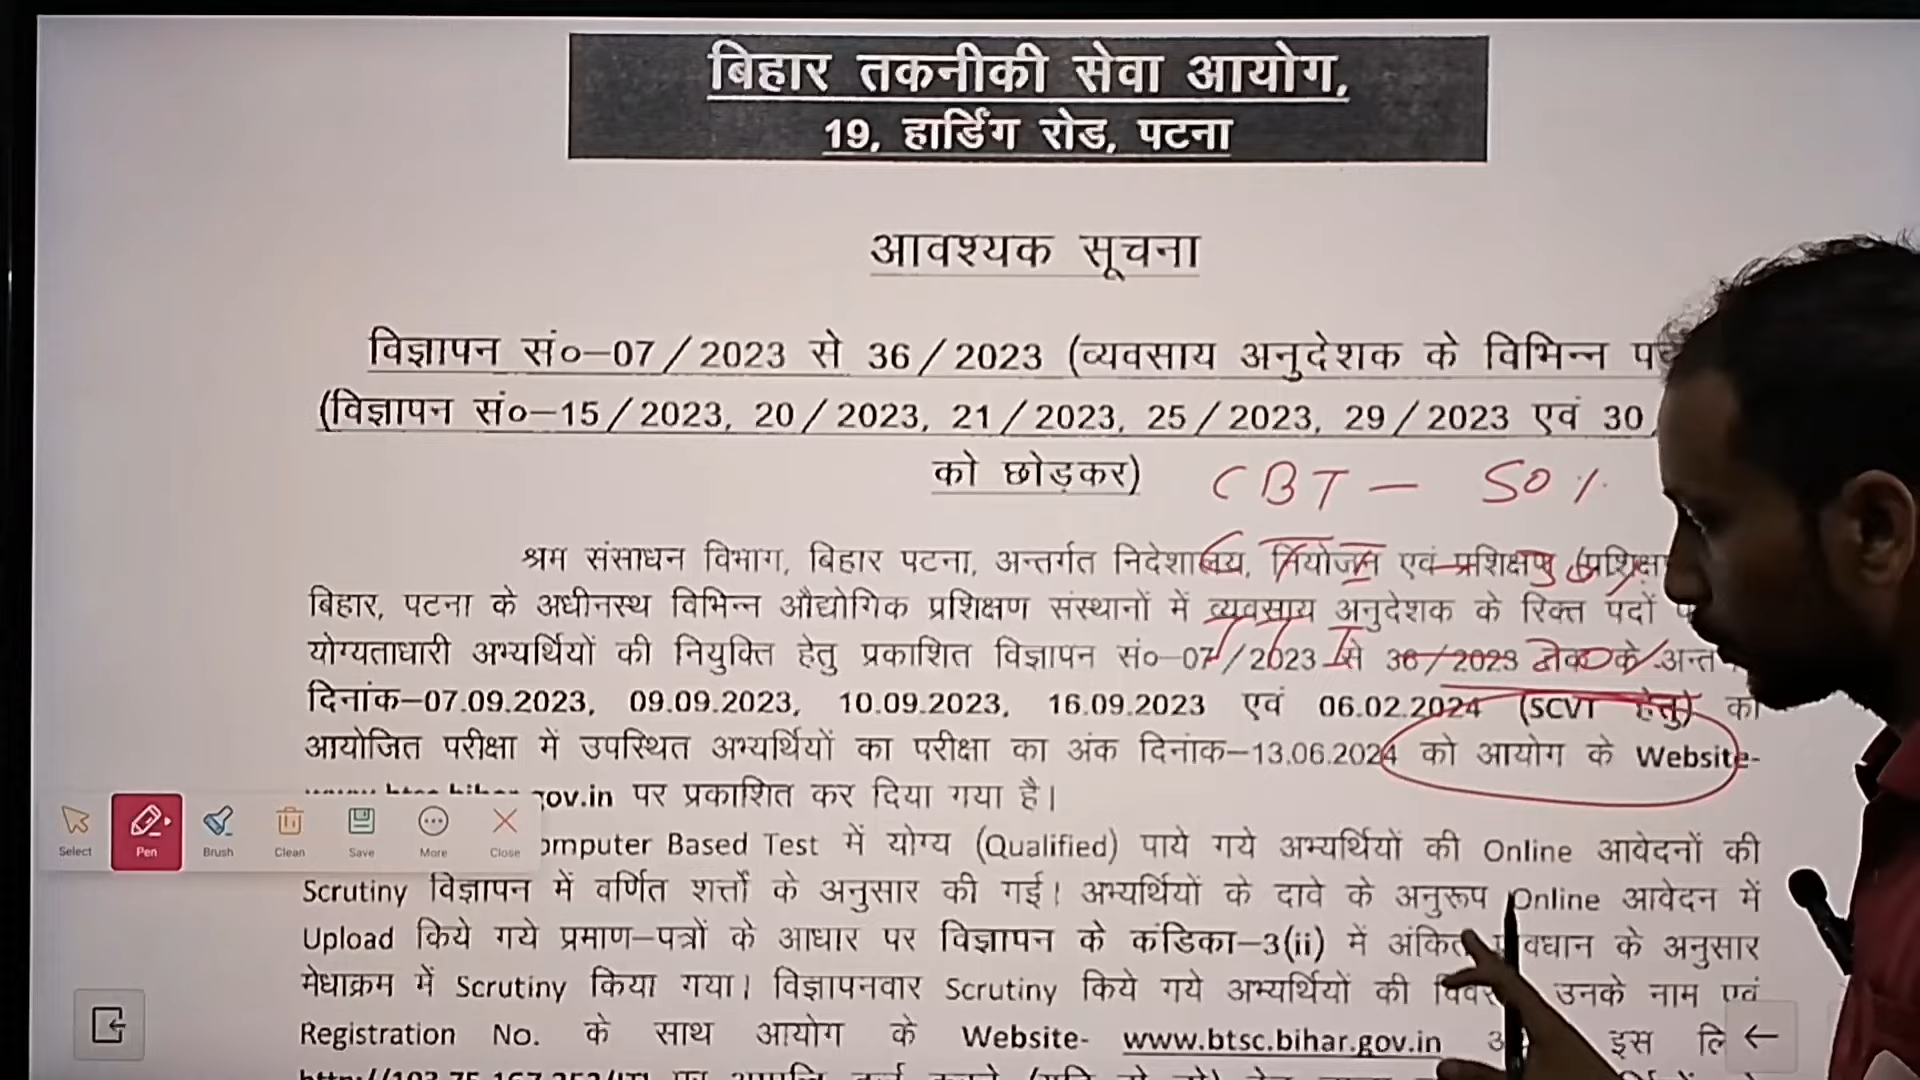 बिहार तकनीकी सेवा आयोग,
19, हार्डिंग रोड, पटना
आवश्यक सूचना
विज्ञापन सं०–07/2023 से 36/2023 (व्यवसाय अनुदेशक के विभिन्न
(विज्ञापन सं०–15/2023, 20/2023, 21/2023, 25/2023, 29/2023 एवं 30
को छोड़कर)
CBT – 50%
श्रम संसाधन विभाग, बिहार पटना, अन्तर्गत निदेशालय, नियोजन एवं प्रशिक्षण
बिहार, पटना के अधीनस्थ विभिन्न औद्योगिक प्रशिक्षण संस्थानों में व्यवसाय अनुदेशक के रिक्त पदों
योग्यताधारी अभ्यर्थियों की नियुक्ति हेतु प्रकाशित विज्ञापन सं०–07/2023 से 36/2023 तक के
दिनांक–07.09.2023, 09.09.2023, 10.09.2023, 16.09.2023 एवं 06.02.2024 (SCVT हेतु) को
आयोजित परीक्षा में उपस्थित अभ्यर्थियों का परीक्षा का अंक दिनांक–13.06.2024 को आयोग के Website-
gov.in पर प्रकाशित कर दिया गया है।
Based Test में योग्य (Qualified) पाये गये अभ्यर्थियों की Online आवेदनों की
Scrutiny विज्ञापन में वर्णित शर्त्तों के अनुसार की गई। अभ्यर्थियों के दावे के अनुरूप Online आवेदन में
Upload किये गये प्रमाण–पत्रों के आधार पर विज्ञापन के कंडिका–3(ii) में अंकित के अनुसार
मेधाक्रम में Scrutiny किया गया। विज्ञापनवार Scrutiny किये गये अभ्यर्थियों की उनके नाम एवं
Registration No. के साथ आयोग के Website- www.btsc.bihar.gov.in इस
Select Pen Brush Clean Save More Close